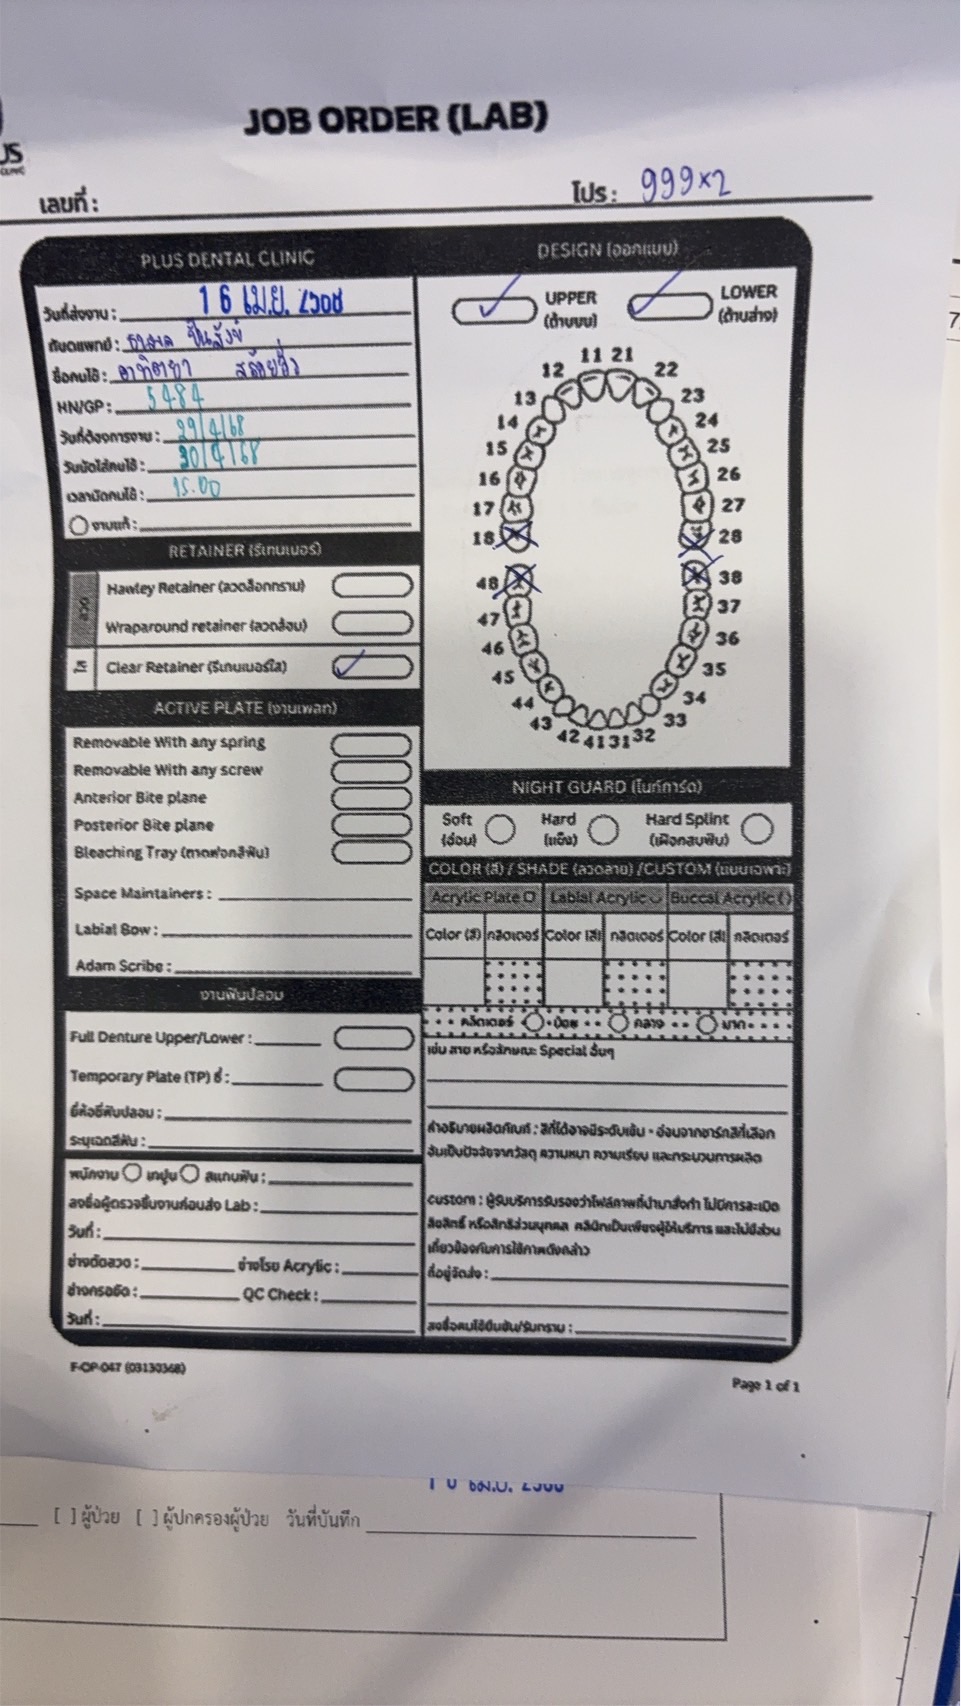 JOB ORDER (LAB)
US
เลขที่ :
โปร : 999×2
PLUS DENTAL CLINIC
วันที่ส่งงาน : 16 เม.ย. 2568
ทันตแพทย์ :
ชื่อคนไข้ : อาทิตยา
HN/GP : 5484
วันที่ต้องการงาน : 29/4/68
วันนัดใส่คนไข้ : 30/4/68
เวลานัดคนไข้ : 15.00
งานแก้ :
RETAINER (รีเทนเนอร์)
ลวด
Hawley Retainer (ลวดล็อกกราม)
Wraparound retainer (ลวดอ้อม)
ใส
Clear Retainer (รีเทนเนอร์ใส)
ACTIVE PLATE (งานเพลท)
Removable With any spring
Removable With any screw
Anterior Bite plane
Posterior Bite plane
Bleaching Tray (ถาดฟอกสีฟัน)
Space Maintainers :
Labial Bow :
Adam Scribe :
งานฟันปลอม
Full Denture Upper/Lower :
Temporary Plate (TP) ซี่ :
ยี่ห้อซี่ฟันปลอม :
ระบุเฉดสีฟัน :
พนักงาน เทปูน สแกนฟัน :
ลงชื่อผู้ตรวจชิ้นงานก่อนส่ง Lab :
วันที่ :
ช่างดัดลวด : ช่างโรย Acrylic :
ช่างกรอขัด : QC Check :
วันที่ :
DESIGN (ออกแบบ)
UPPER LOWER
(ด้านบน) (ด้านล่าง)
11 21
12 22
13 23
14 24
15 25
16 26
17 27
18 28
48 38
47 37
46 36
45 35
44 34
43 33
42 41 31 32
NIGHT GUARD (ไนท์การ์ด)
Soft Hard Hard Splint
(อ่อน) (แข็ง) (เฝือกสบฟัน)
COLOR (สี) / SHADE (ลวดลาย) /CUSTOM (แบบเฉพาะ)
Acrylic Plate Labial Acrylic Buccal Acrylic
Color (สี) กลิตเตอร์ Color (สี) กลิตเตอร์ Color (สี) กลิตเตอร์
กลิตเตอร์ น้อย กลาง มาก
เช่น ลาย หรือลักษณะ Special อื่นๆ
คำอธิบายผลิตภัณฑ์ : สีที่ได้อาจมีระดับเข้ม - อ่อนจากชาร์กสีที่เลือก
อันเป็นปัจจัยจากวัสดุ ความหนา ความเรียบ และกระบวนการผลิต
custom : ผู้รับบริการรับรองว่าไฟล์ภาพที่นำมาสั่งทำ ไม่มีการละเมิด
ลิขสิทธิ์ หรือสิทธิส่วนบุคคล คลินิกเป็นเพียงผู้ให้บริการ และไม่มีส่วน
เกี่ยวข้องกับการใช้ภาพดังกล่าว
ที่อยู่จัดส่ง :
ลงชื่อคนไข้ยืนยัน/รับทราบ :
F-OP-047 (03130368)
Page 1 of 1
[ ] ผู้ป่วย [ ] ผู้ปกครองผู้ป่วย วันที่บันทึก